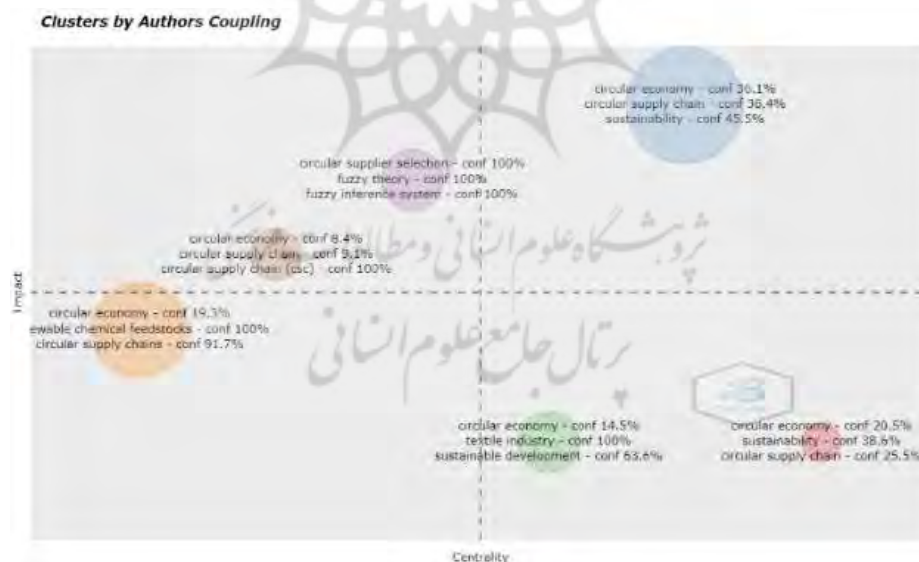 Clusters by Authors Coupling
circular economy - conf 36.1%
circular supply chain - conf 36.4%
sustainability - conf 45.5%
circular supplier selection - conf 100%
fuzzy theory - conf 100%
fuzzy inference system - conf 100%
پژوهشگاه علوم انسانی و مطالعات فرهنگی
circular economy - conf 8.4%
circular supply chain - conf 9.1%
circular supply chain (csc) - conf 100%
Impact
circular economy - conf 19.3%
ewable chemical feedstocks - conf 100%
circular supply chains - conf 91.7%
پرتال جامع علوم انسانی
circular economy - conf 14.5%
textile industry - conf 100%
sustainable development - conf 63.6%
circular economy - conf 20.5%
sustainability - conf 38.6%
circular supply chain - conf 25.5%
Centrality